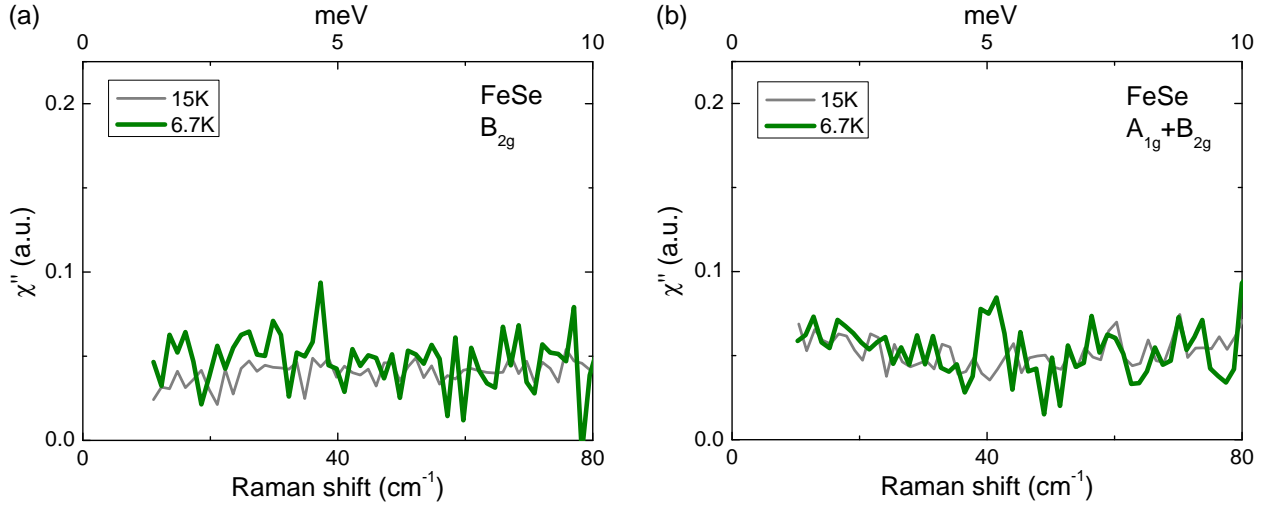 (a)
meV
0 5 10
0.2
0.1
0.0
χ'' (a.u.)
15K
6.7K
FeSe
B2g
0 40 80
Raman shift (cm-1)
(b)
meV
0 5 10
0.2
0.1
0.0
χ'' (a.u.)
15K
6.7K
FeSe
A1g+B2g
0 40 80
Raman shift (cm-1)